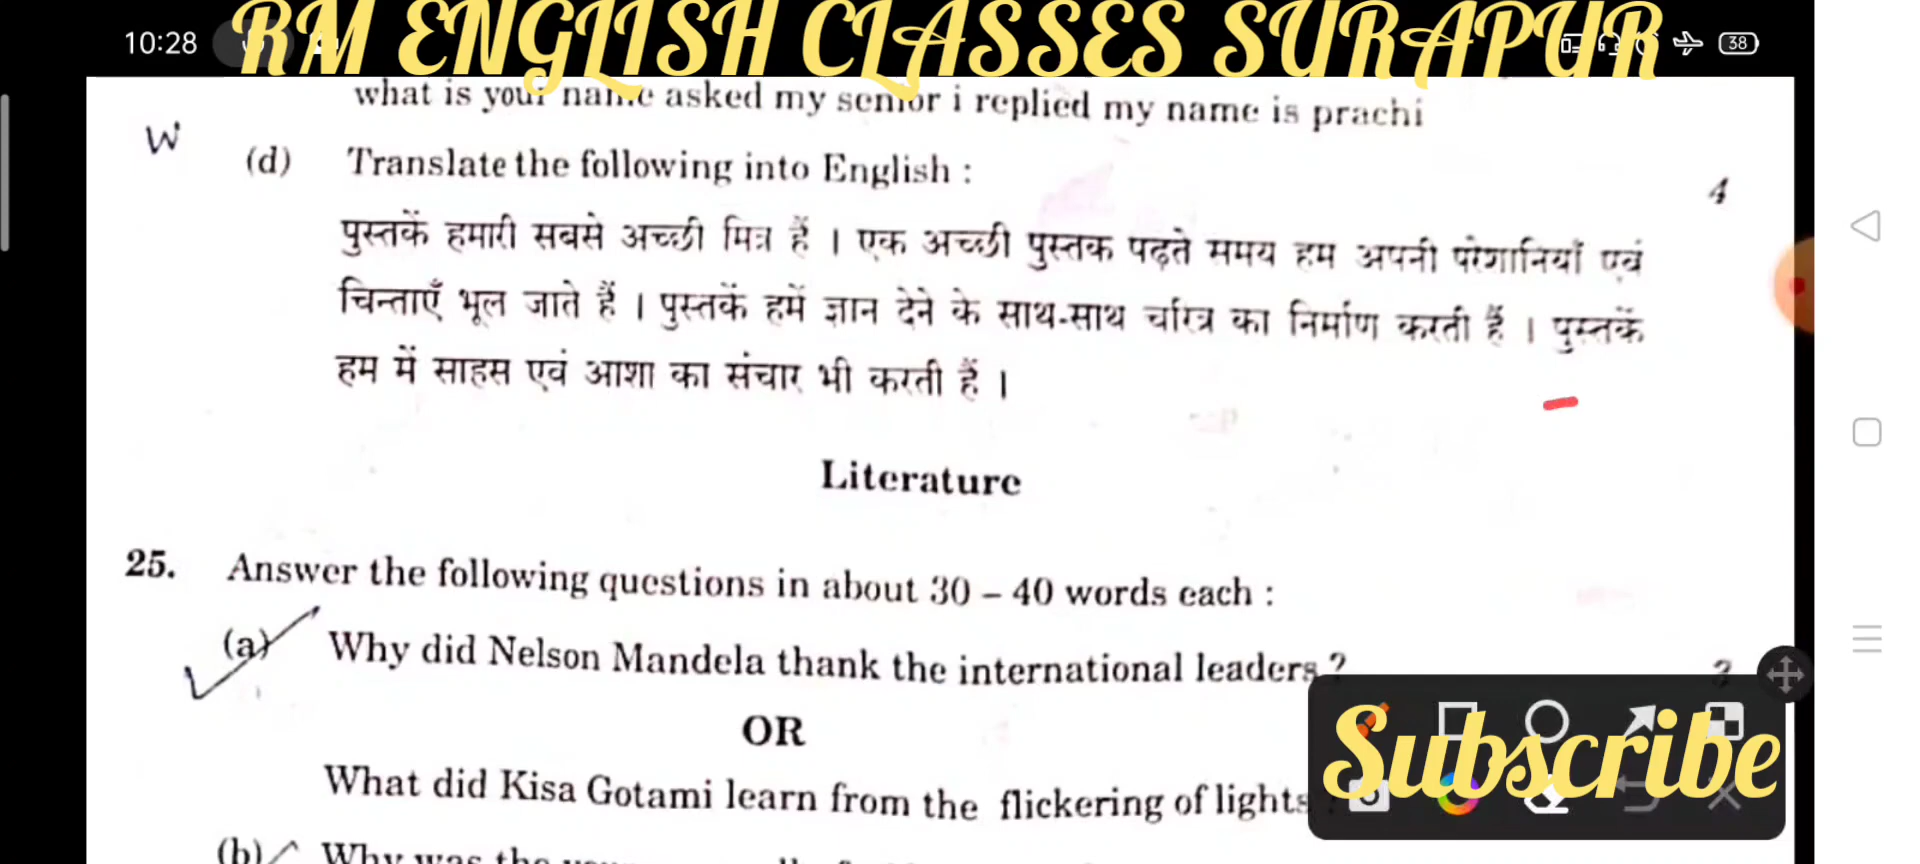 RM ENGLISH CLASSES SURAPUR
10:28
38
what is your name asked my senior i replied my name is prachi
W
(d) Translate the following into English :
4
पुस्तकें हमारी सबसे अच्छी मित्र हैं । एक अच्छी पुस्तक पढ़ते समय हम अपनी परेशानियाँ एवं
चिन्ताएँ भूल जाते हैं । पुस्तकें हमें ज्ञान देने के साथ-साथ चरित्र का निर्माण करती हैं । पुस्तकें
हम में साहस एवं आशा का संचार भी करती हैं ।
Literature
25. Answer the following questions in about 30 – 40 words each :
(a) Why did Nelson Mandela thank the international leaders ?
OR
What did Kisa Gotami learn from the flickering of lights
Subscribe
(b) Why was the